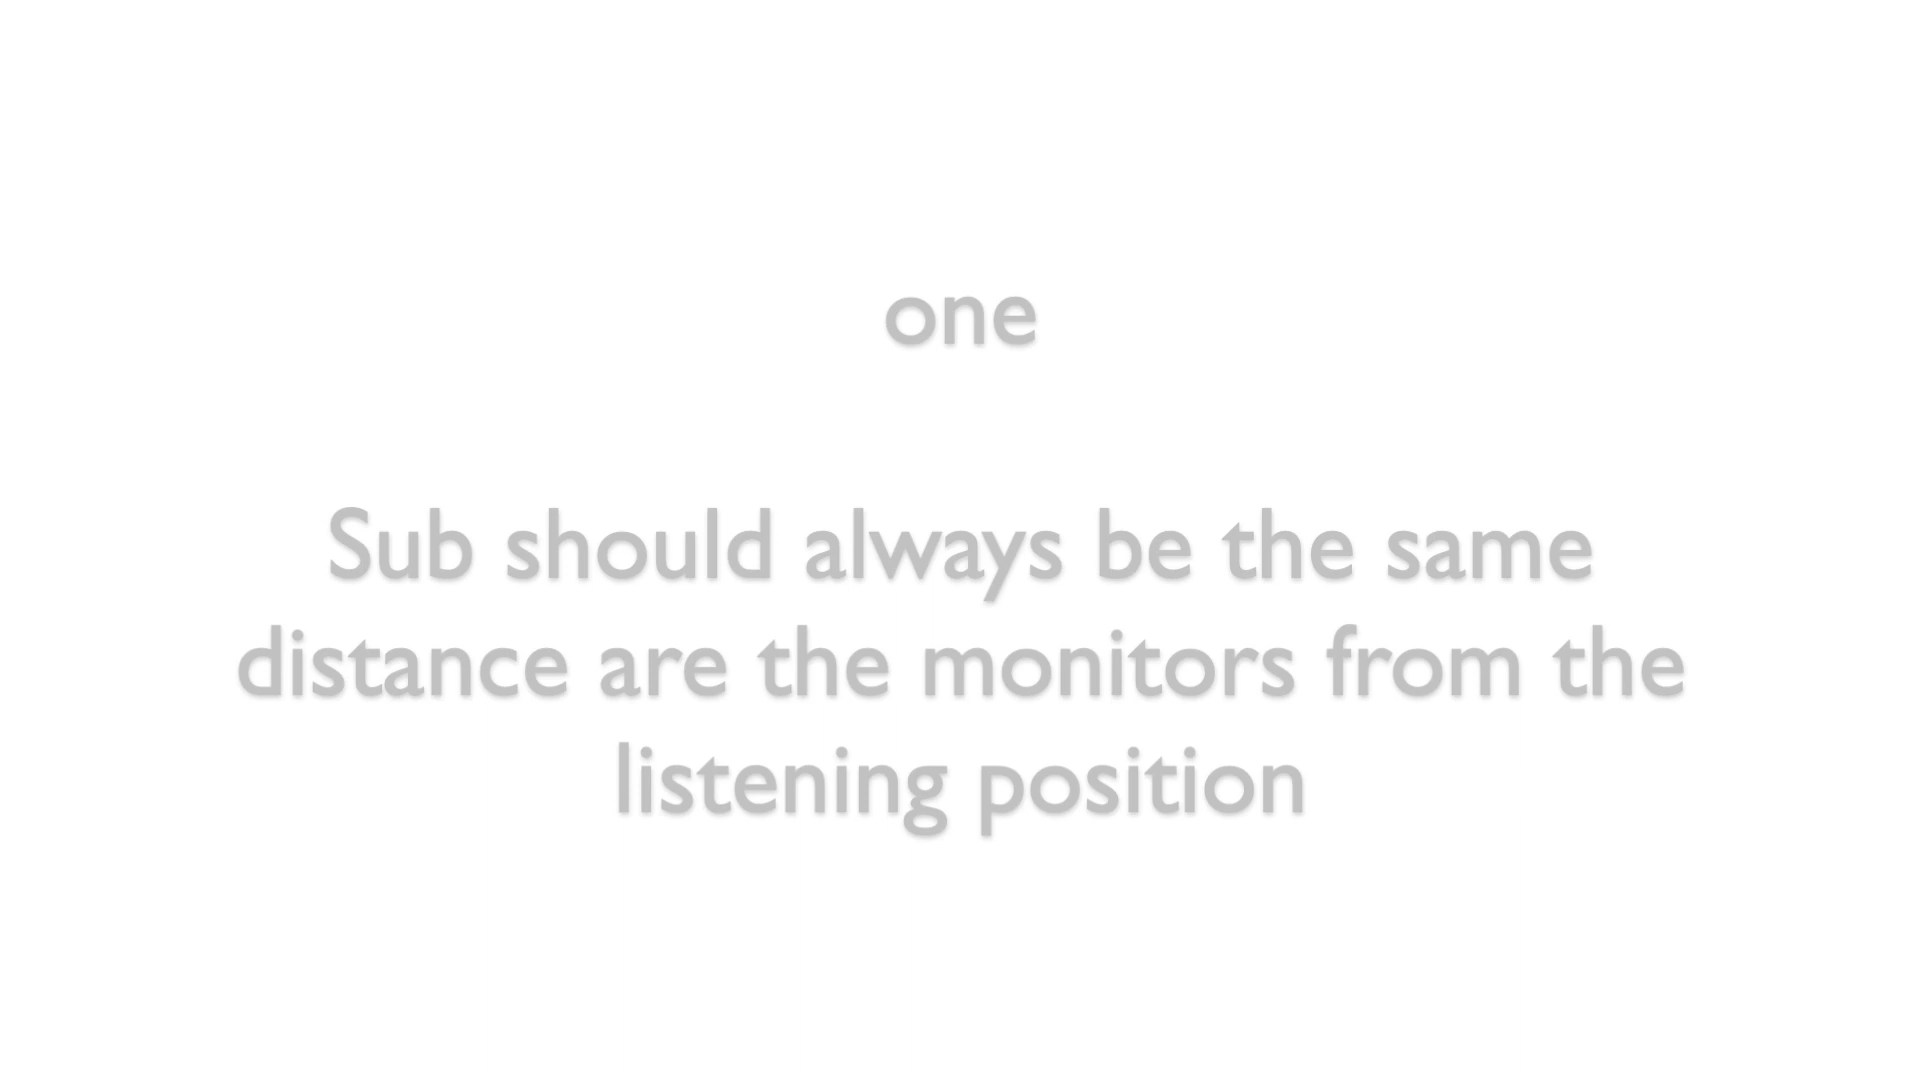 one
Sub should always be the same
distance are the monitors from the
listening position